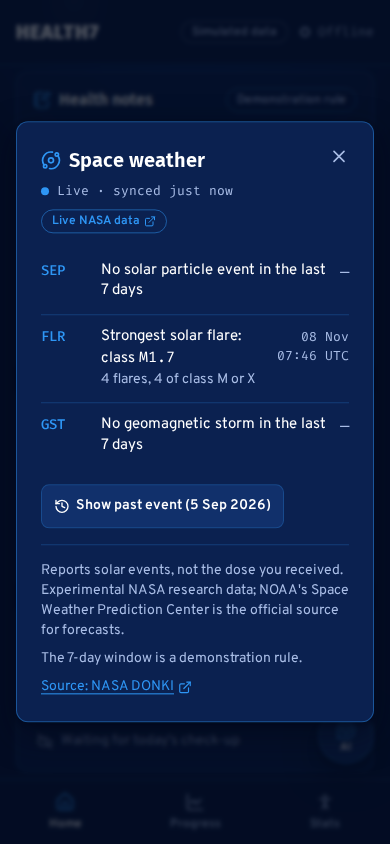 HEALTH7
Simulated data
Offline
Health notes
Demonstration rule
Space weather
Live · synced just now
Live NASA data
SEP
No solar particle event in the last
7 days
—
FLR
Strongest solar flare:
class M1.7
4 flares, 4 of class M or X
08 Nov
07:46 UTC
GST
No geomagnetic storm in the last
7 days
—
Show past event (5 Sep 2026)
Reports solar events, not the dose you received.
Experimental NASA research data; NOAA's Space
Weather Prediction Center is the official source
for forecasts.
The 7-day window is a demonstration rule.
Source: NASA DONKI
Waiting for today's check-up
AI
Home
Progress
Stats